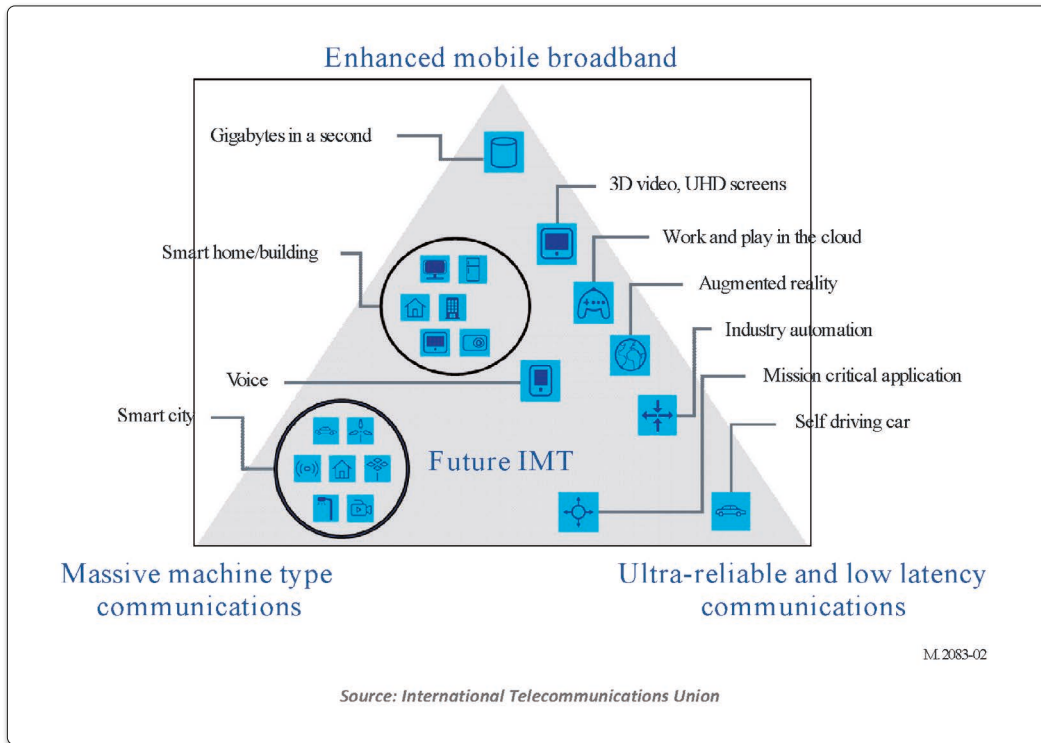 Enhanced mobile broadband
Gigabytes in a second
3D video, UHD screens
Work and play in the cloud
Smart home/building
Augmented reality
Industry automation
Voice
Mission critical application
Smart city
Self driving car
Future IMT
Massive machine type
communications
Ultra-reliable and low latency
communications
M.2083-02
Source: International Telecommunications Union